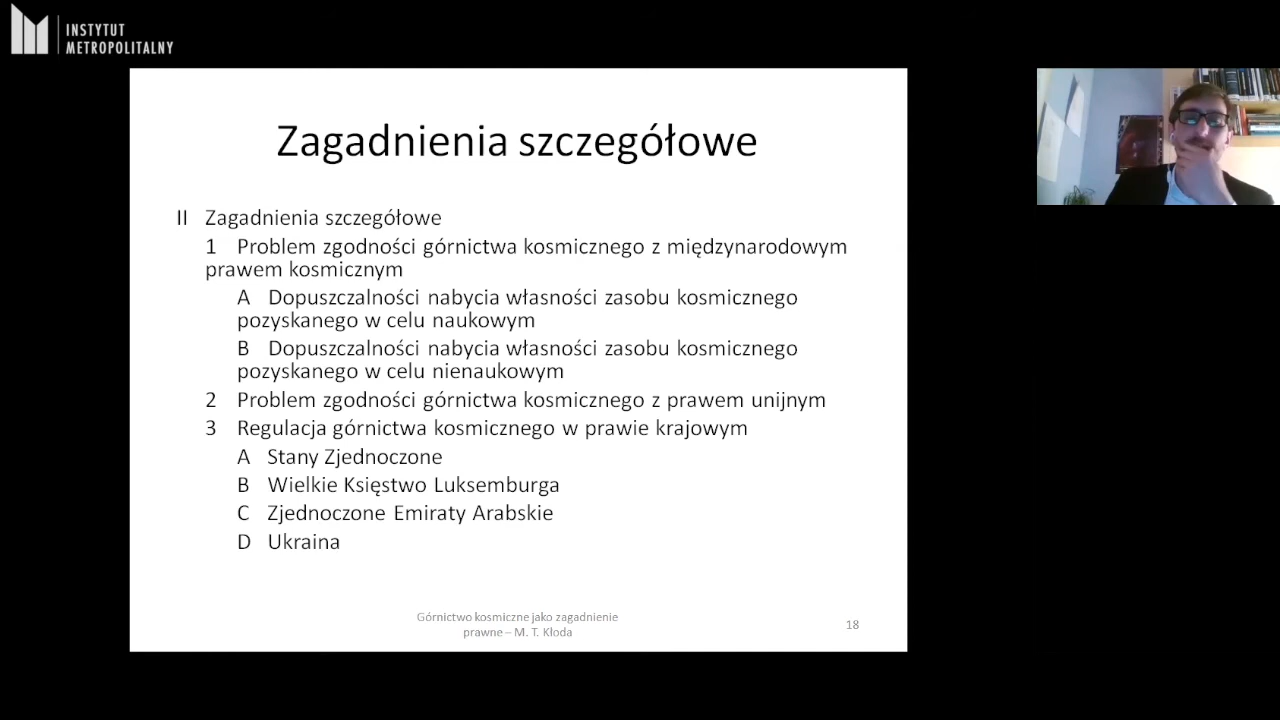 INSTYTUT
METROPOLITALNY
Zagadnienia szczegółowe
II Zagadnienia szczegółowe
1 Problem zgodności górnictwa kosmicznego z międzynarodowym
prawem kosmicznym
A Dopuszczalności nabycia własności zasobu kosmicznego
pozyskanego w celu naukowym
B Dopuszczalności nabycia własności zasobu kosmicznego
pozyskanego w celu nienaukowym
2 Problem zgodności górnictwa kosmicznego z prawem unijnym
3 Regulacja górnictwa kosmicznego w prawie krajowym
A Stany Zjednoczone
B Wielkie Księstwo Luksemburga
C Zjednoczone Emiraty Arabskie
D Ukraina
Górnictwo kosmiczne jako zagadnienie
prawne – M. T. Kłoda
18